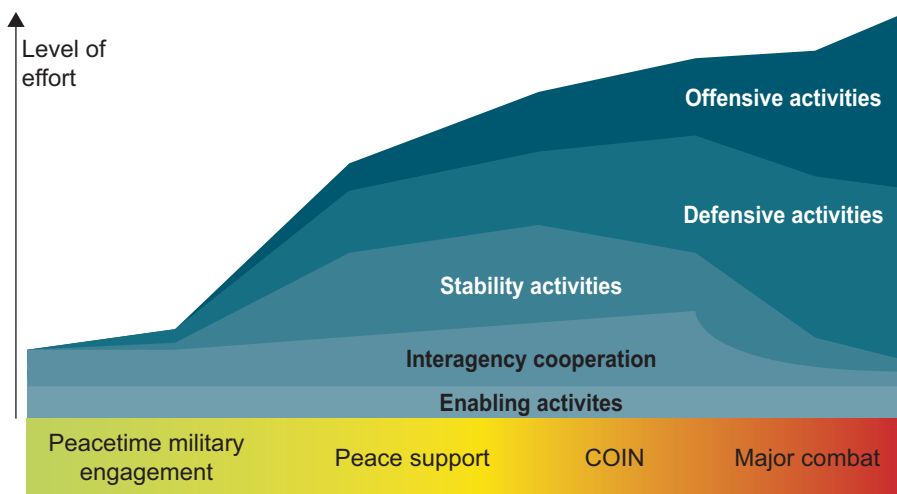 Level of
effort
Offensive activities
Defensive activities
Stability activities
Interagency cooperation
Enabling activites
Peacetime military
engagement
Peace support
COIN
Major combat